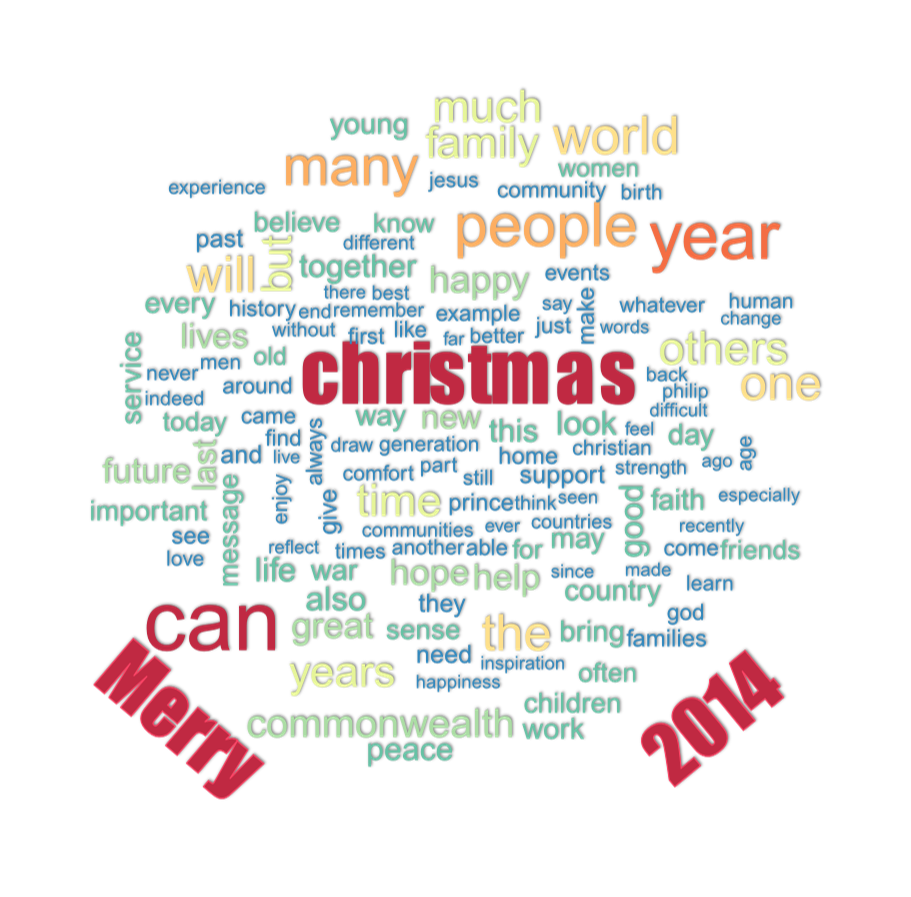 much
young
family
world
many
women
jesus
experience
community
birth
people
year
believe
know
past
different
but
together
will
happy
events
there
best
every
history
end
remember
example
say
make
whatever
human
change
without
first
like
far
better
just
words
lives
service
men
old
never
around
christmas
others
back
one
philip
indeed
difficult
today
came
way
new
this
look
feel
day
find
always
draw
generation
christian
and
live
home
age
last
future
comfort
part
still
support
strength
ago
enjoy
message
give
time
prince
think
seen
good
faith
especially
important
communities
ever
countries
recently
see
reflect
times
another
able
for
may
come
friends
love
life
war
hope
help
since
made
learn
country
also
they
god
can
great
sense
the
bring
families
need
inspiration
years
happiness
often
Merry
2014
children
commonwealth
work
peace